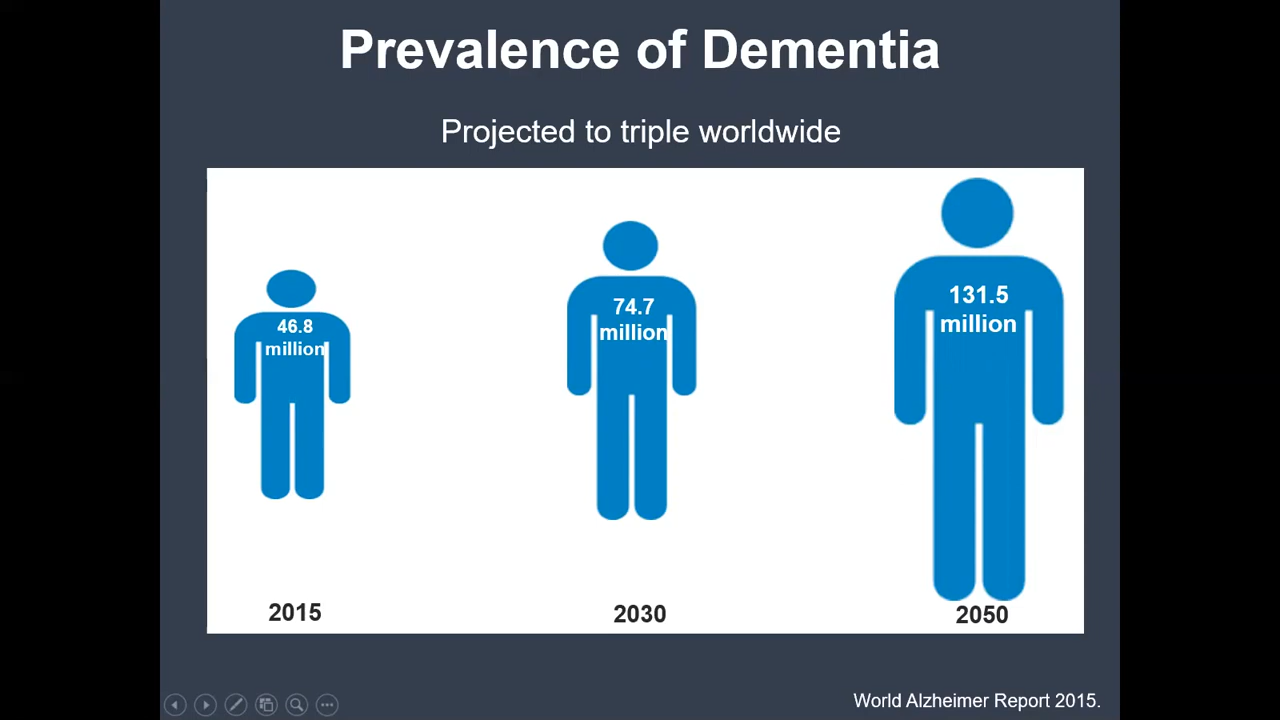 Prevalence of Dementia
Projected to triple worldwide
46.8
million
74.7
million
131.5
million
2015
2030
2050
World Alzheimer Report 2015.